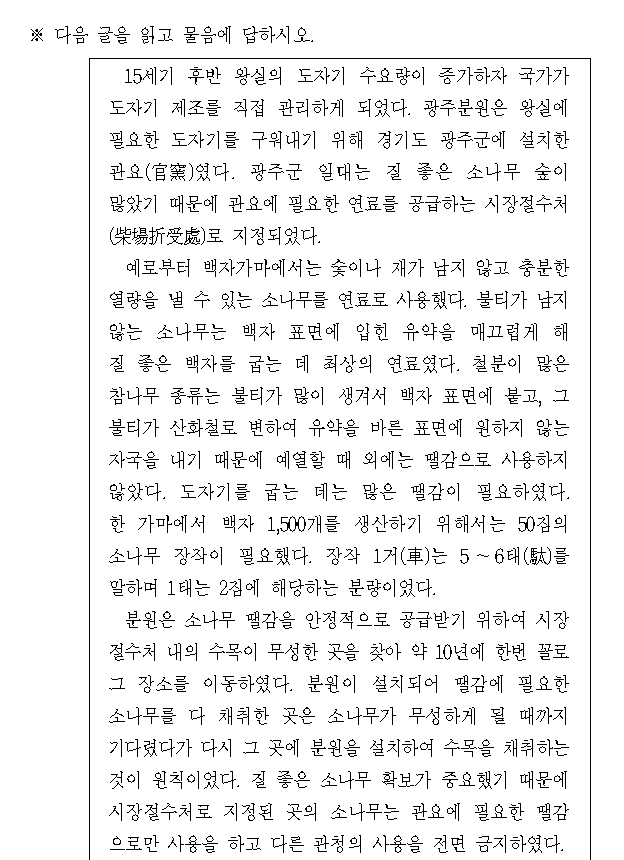 ※ 다음 글을 읽고 물음에 답하시오.
15세기 후반 왕실의 도자기 수요량이 증가하자 국가가
도자기 제조를 직접 관리하게 되었다. 광주분원은 왕실에
필요한 도자기를 구워내기 위해 경기도 광주군에 설치한
관요(官窯)였다. 광주군 일대는 질 좋은 소나무 숲이
많았기 때문에 관요에 필요한 연료를 공급하는 시장절수처
(柴場折受處)로 지정되었다.
예로부터 백자가마에서는 숯이나 재가 남지 않고 충분한
열량을 낼 수 있는 소나무를 연료로 사용했다. 불티가 남지
않는 소나무는 백자 표면에 입힌 유약을 매끄럽게 해
질 좋은 백자를 굽는 데 최상의 연료였다. 철분이 많은
참나무 종류는 불티가 많이 생겨서 백자 표면에 붙고, 그
불티가 산화철로 변하여 유약을 바른 표면에 원하지 않는
자국을 내기 때문에 예열할 때 외에는 땔감으로 사용하지
않았다. 도자기를 굽는 데는 많은 땔감이 필요하였다.
한 가마에서 백자 1,500개를 생산하기 위해서는 50짐의
소나무 장작이 필요했다. 장작 1거(車)는 5 ~ 6태(駄)를
말하며 1태는 2짐에 해당하는 분량이었다.
분원은 소나무 땔감을 안정적으로 공급받기 위하여 시장
절수처 내의 수목이 무성한 곳을 찾아 약 10년에 한번 꼴로
그 장소를 이동하였다. 분원이 설치되어 땔감에 필요한
소나무를 다 채취한 곳은 소나무가 무성하게 될 때까지
기다렸다가 다시 그 곳에 분원을 설치하여 수목을 채취하는
것이 원칙이었다. 질 좋은 소나무 확보가 중요했기 때문에
시장절수처로 지정된 곳의 소나무는 관요에 필요한 땔감
으로만 사용을 하고 다른 관청의 사용을 전면 금지하였다.